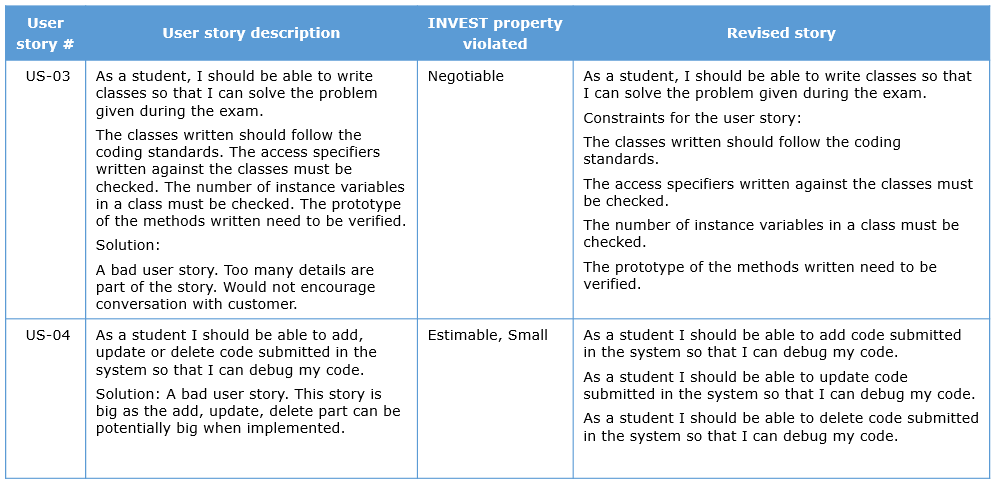 User story #
User story description
INVEST property violated
Revised story
US-03
As a student, I should be able to write
classes so that I can solve the problem
given during the exam.
The classes written should follow the
coding standards. The access specifiers
written against the classes must be
checked. The number of instance variables
in a class must be checked. The prototype
of the methods written need to be verified.
Solution:
A bad user story. Too many details are
part of the story. Would not encourage
conversation with customer.
Negotiable
As a student, I should be able to write classes so that
I can solve the problem given during the exam.
Constraints for the user story:
The classes written should follow the coding
standards.
The access specifiers written against the classes must
be checked.
The number of instance variables in a class must be
checked.
The prototype of the methods written need to be
verified.
US-04
As a student I should be able to add,
update or delete code submitted in the
system so that I can debug my code.
Solution: A bad user story. This story is
big as the add, update, delete part can be
potentially big when implemented.
Estimable, Small
As a student I should be able to add code submitted
in the system so that I can debug my code.
As a student I should be able to update code
submitted in the system so that I can debug my code.
As a student I should be able to delete code submitted
in the system so that I can debug my code.